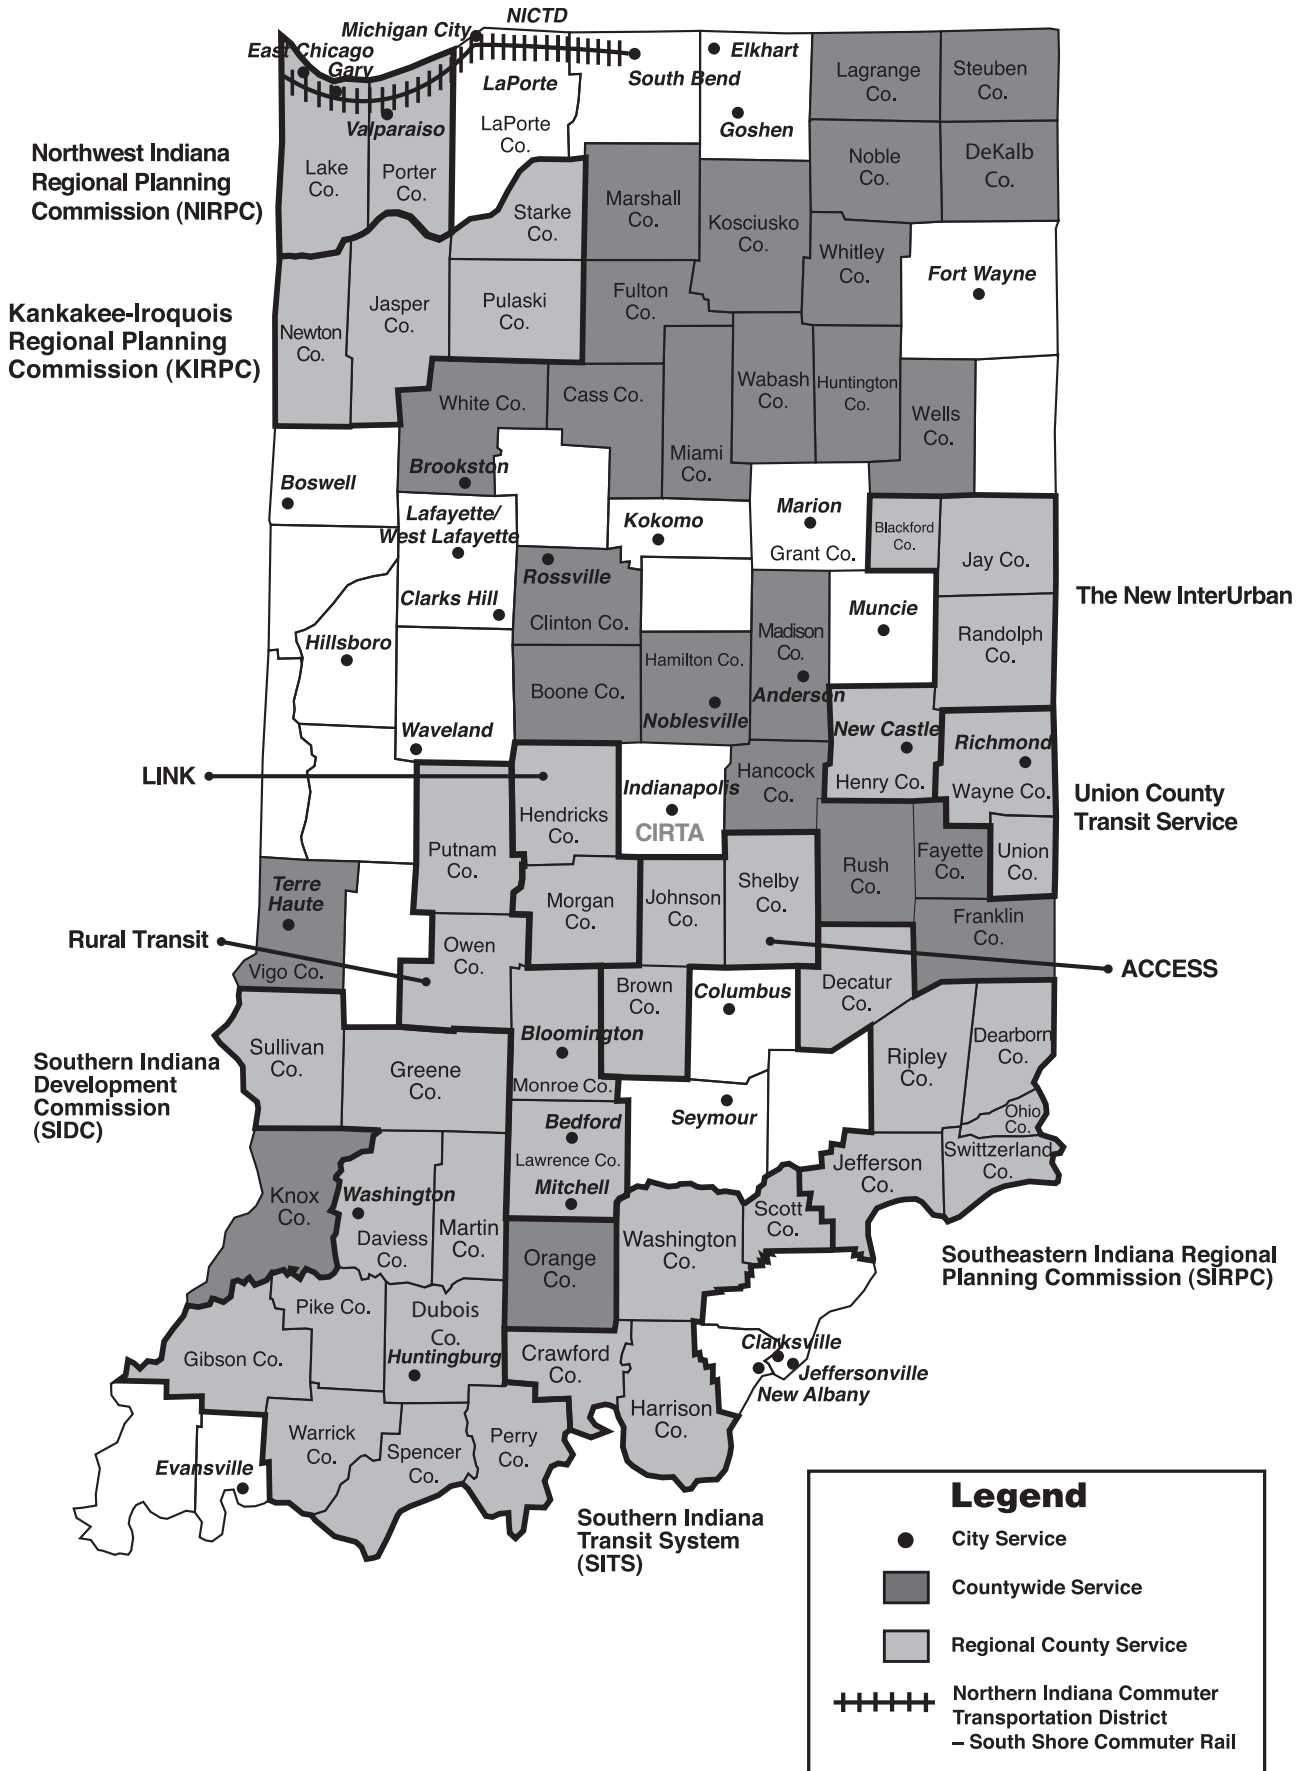 NICTD
Michigan City
East Chicago
Gary
Elkhart
South Bend
LaPorte
Valparaiso
Goshen
LaPorte
Co.
Lagrange
Co.
Steuben
Co.
Northwest Indiana
Regional Planning
Commission (NIRPC)
Lake
Co.
Porter
Co.
Noble
Co.
DeKalb
Co.
Starke
Co.
Marshall
Co.
Kosciusko
Co.
Whitley
Co.
Fort Wayne
Kankakee-Iroquois
Regional Planning
Commission (KIRPC)
Newton
Co.
Jasper
Co.
Pulaski
Co.
Fulton
Co.
White Co.
Cass Co.
Wabash
Co.
Huntington
Co.
Wells
Co.
Miami
Co.
Brookston
Boswell
Lafayette/
West Lafayette
Kokomo
Marion
Grant Co.
Blackford
Co.
Jay Co.
Rossville
Clarks Hill
Clinton Co.
Muncie
The New InterUrban
Madison
Co.
Randolph
Co.
Hillsboro
Hamilton Co.
Boone Co.
Anderson
Noblesville
Waveland
New Castle
Henry Co.
Richmond
Wayne Co.
LINK
Hendricks
Co.
Indianapolis
CIRTA
Hancock
Co.
Union County
Transit Service
Putnam
Co.
Rush
Co.
Fayette
Co.
Union
Co.
Terre
Haute
Vigo Co.
Morgan
Co.
Johnson
Co.
Shelby
Co.
Franklin
Co.
Rural Transit
Owen
Co.
ACCESS
Brown
Co.
Columbus
Decatur
Co.
Bloomington
Monroe Co.
Southern Indiana
Development
Commission
(SIDC)
Sullivan
Co.
Greene
Co.
Ripley
Co.
Dearborn
Co.
Ohio
Co.
Seymour
Bedford
Lawrence Co.
Mitchell
Jefferson
Co.
Swittzerland
Co.
Knox
Co.
Washington
Daviess
Co.
Martin
Co.
Scott
Co.
Washington
Co.
Orange
Co.
Southeastern Indiana Regional
Planning Commission (SIRPC)
Pike Co.
Dubois
Co.
Huntingburg
Gibson Co.
Crawford
Co.
Clarksville
Jeffersonville
New Albany
Harrison
Co.
Warrick
Co.
Spencer
Co.
Perry
Co.
Evansville
Southern Indiana
Transit System
(SITS)
Legend
City Service
Countywide Service
Regional County Service
Northern Indiana Commuter
Transportation District
– South Shore Commuter Rail